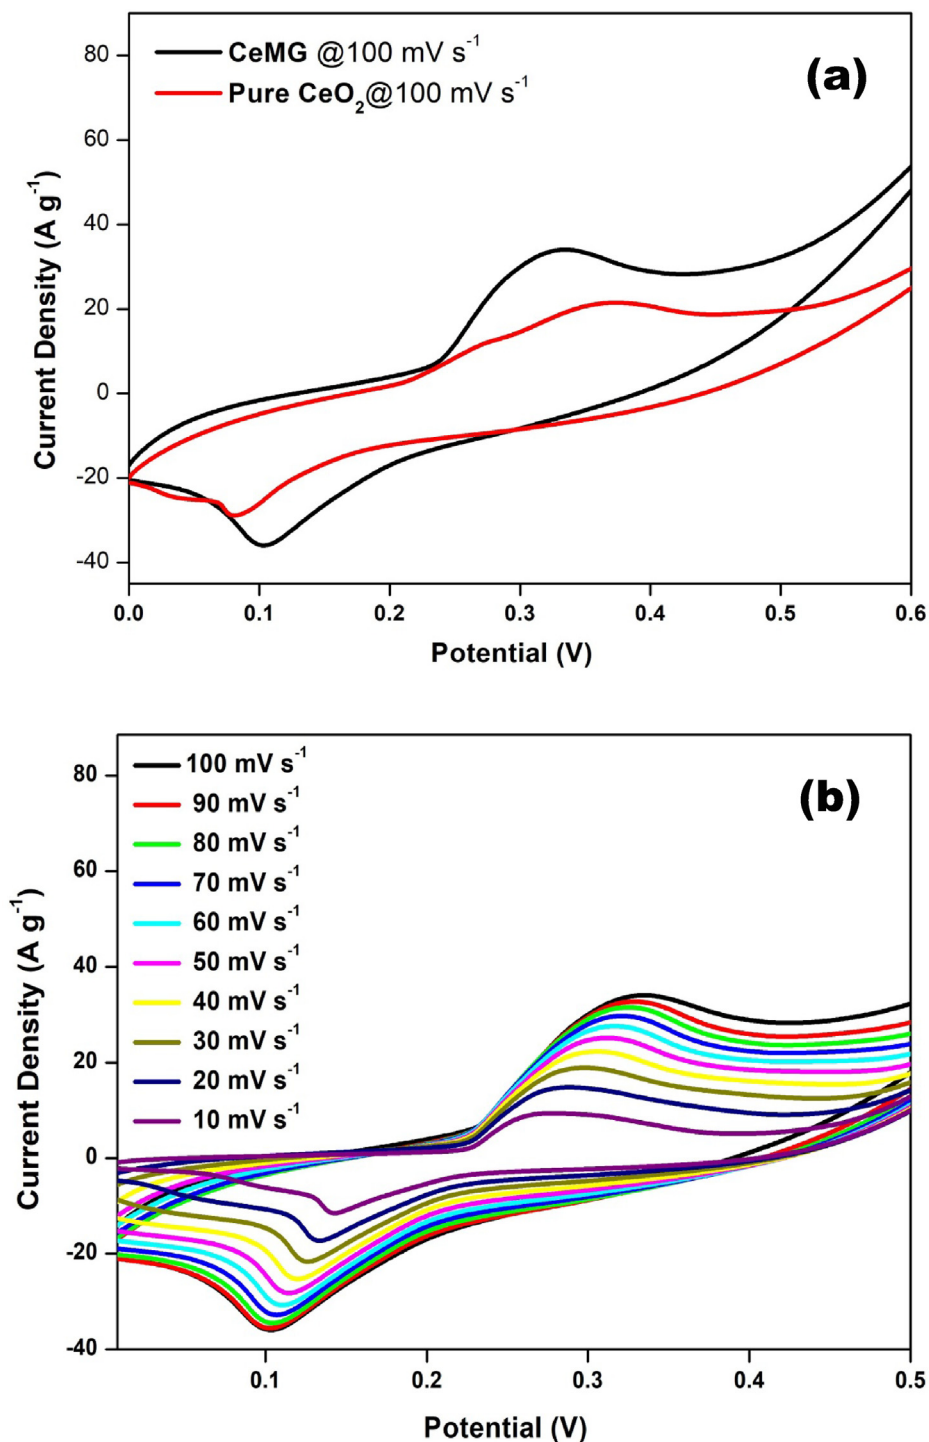 CeMG @100 mV s⁻¹
Pure CeO₂@100 mV s⁻¹
(a)
80
60
40
20
0
-20
-40
Current Density (A g⁻¹)
0.0 0.1 0.2 0.3 0.4 0.5 0.6
Potential (V)
100 mV s⁻¹
90 mV s⁻¹
80 mV s⁻¹
70 mV s⁻¹
60 mV s⁻¹
50 mV s⁻¹
40 mV s⁻¹
30 mV s⁻¹
20 mV s⁻¹
10 mV s⁻¹
(b)
80
60
40
20
0
-20
-40
Current Density (A g⁻¹)
0.1 0.2 0.3 0.4 0.5
Potential (V)